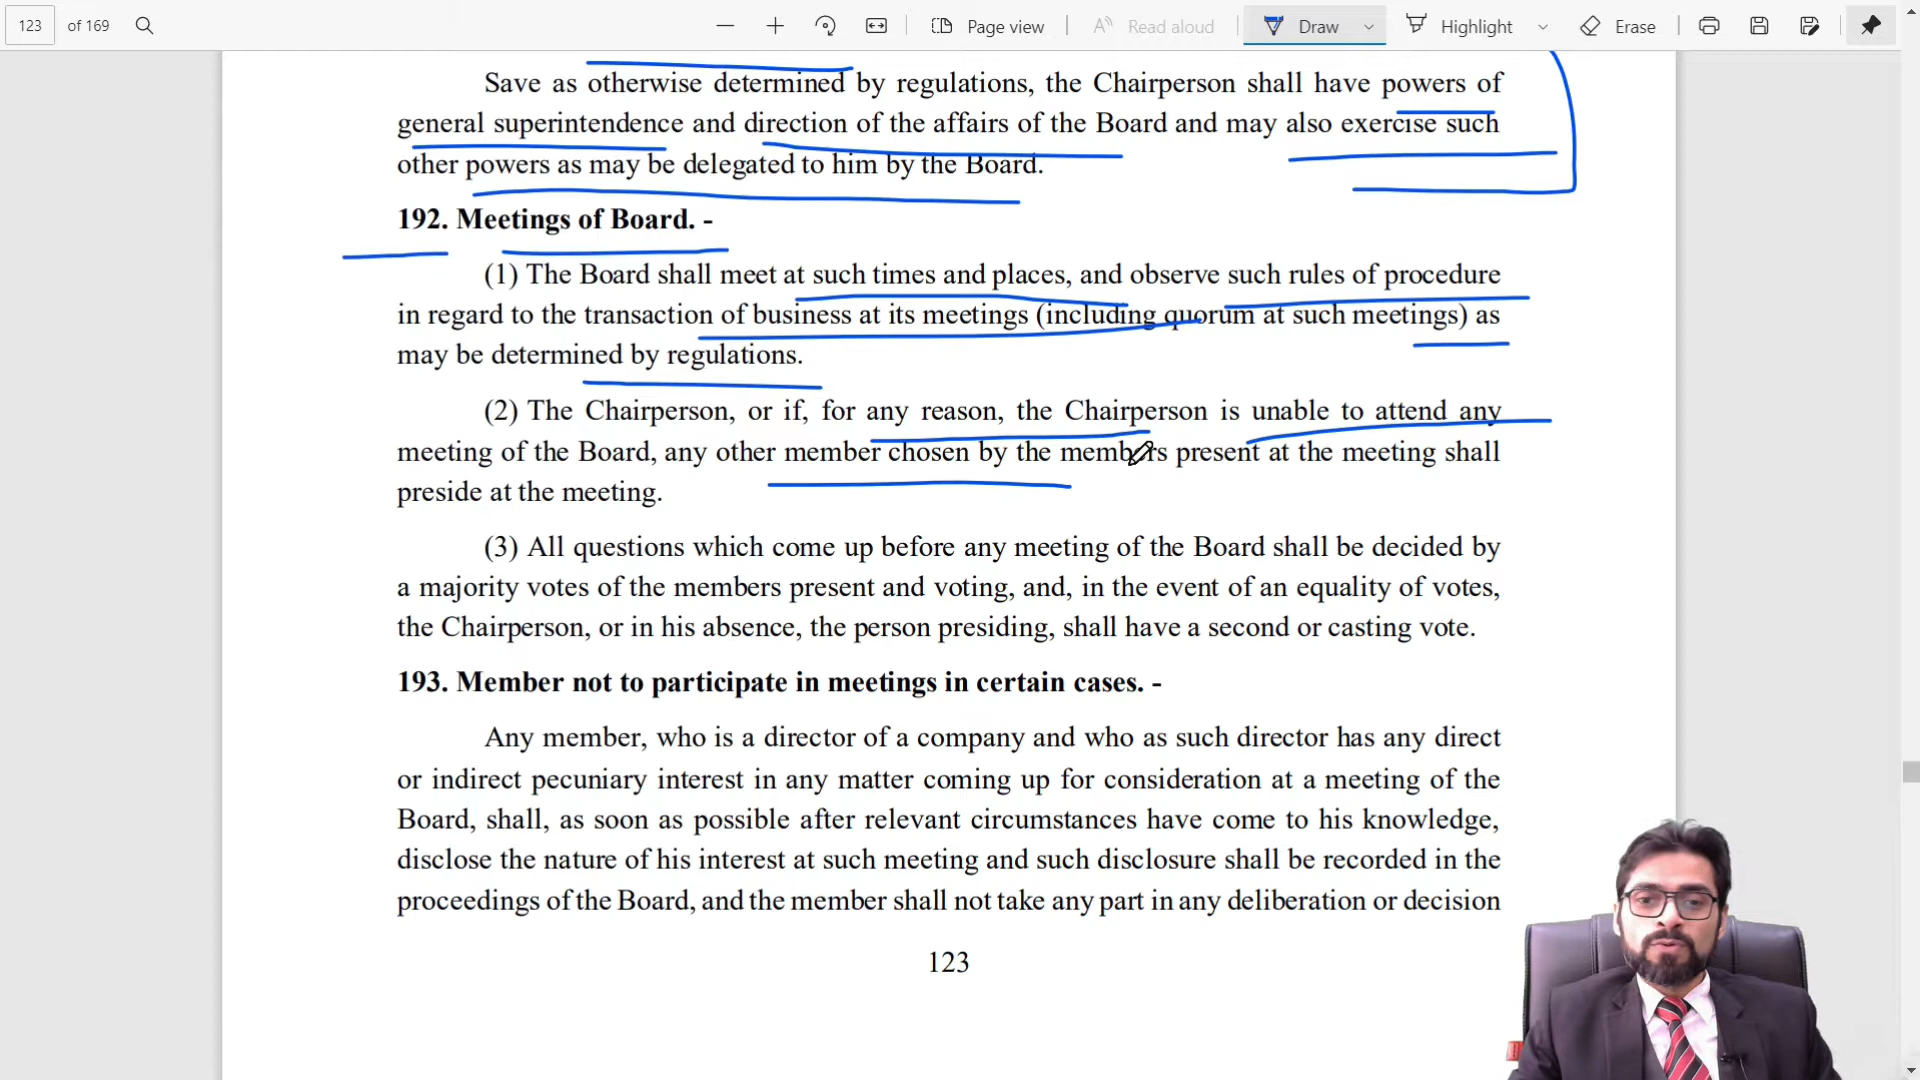 123 of 169 Page view Read aloud Draw Highlight Erase
Save as otherwise determined by regulations, the Chairperson shall have powers of
general superintendence and direction of the affairs of the Board and may also exercise such
other powers as may be delegated to him by the Board.
192. Meetings of Board. -
(1) The Board shall meet at such times and places, and observe such rules of procedure
in regard to the transaction of business at its meetings (including quorum at such meetings) as
may be determined by regulations.
(2) The Chairperson, or if, for any reason, the Chairperson is unable to attend any
meeting of the Board, any other member chosen by the members present at the meeting shall
preside at the meeting.
(3) All questions which come up before any meeting of the Board shall be decided by
a majority votes of the members present and voting, and, in the event of an equality of votes,
the Chairperson, or in his absence, the person presiding, shall have a second or casting vote.
193. Member not to participate in meetings in certain cases. -
Any member, who is a director of a company and who as such director has any direct
or indirect pecuniary interest in any matter coming up for consideration at a meeting of the
Board, shall, as soon as possible after relevant circumstances have come to his knowledge,
disclose the nature of his interest at such meeting and such disclosure shall be recorded in the
proceedings of the Board, and the member shall not take any part in any deliberation or decision
123